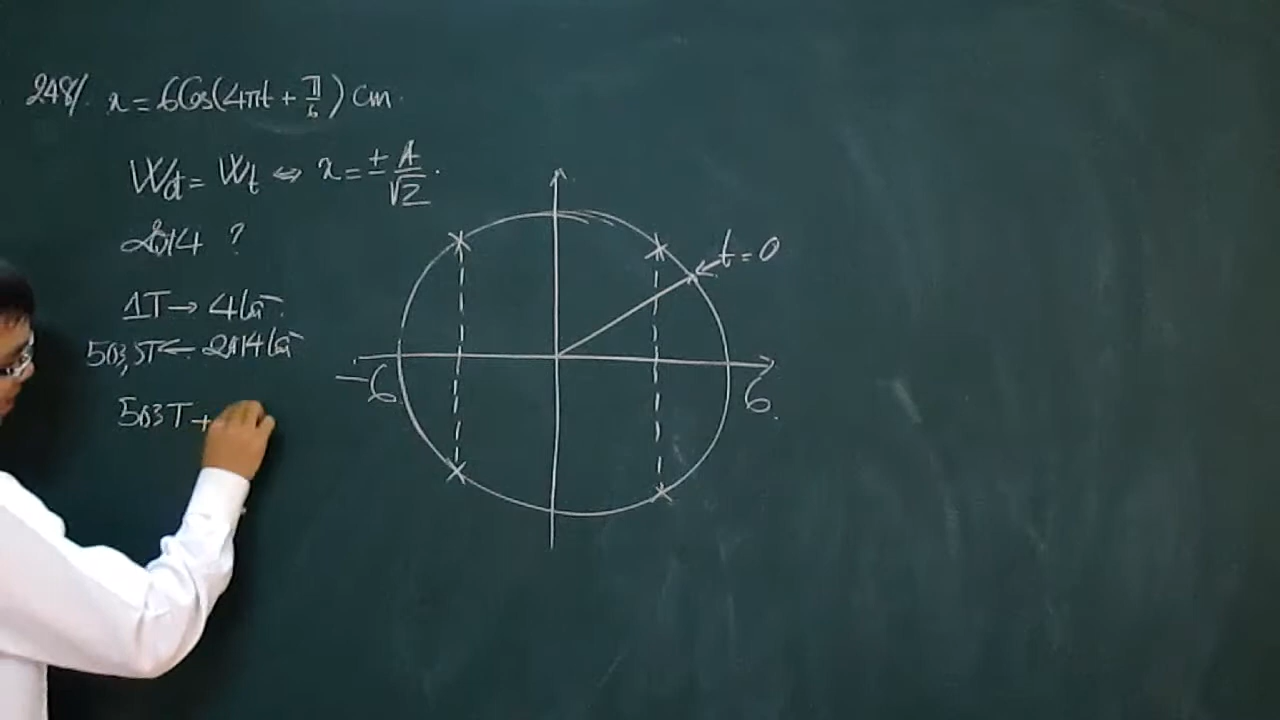 248/. x = 6Cos(4πt + π/6) cm.
Wđ = Wt ⇔ x = ± A/√2.
2014 ?
1T → 4 lần.
503,5T ← 2014 lần
503T +
t = 0
-6
6